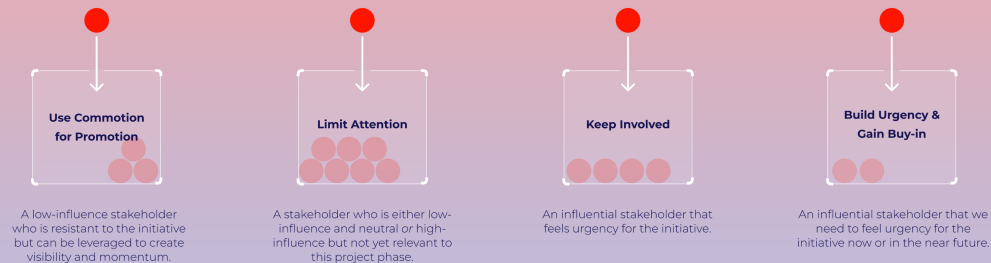 Use Commotion
for Promotion
A low-influence stakeholder
who is resistant to the initiative
but can be leveraged to create
visibility and momentum.
Limit Attention
A stakeholder who is either low-
influence and neutral or high-
influence but not yet relevant to
this project phase.
Keep Involved
An influential stakeholder that
feels urgency for the initiative.
Build Urgency &
Gain Buy-in
An influential stakeholder that we
need to feel urgency for the
initiative now or in the near future.